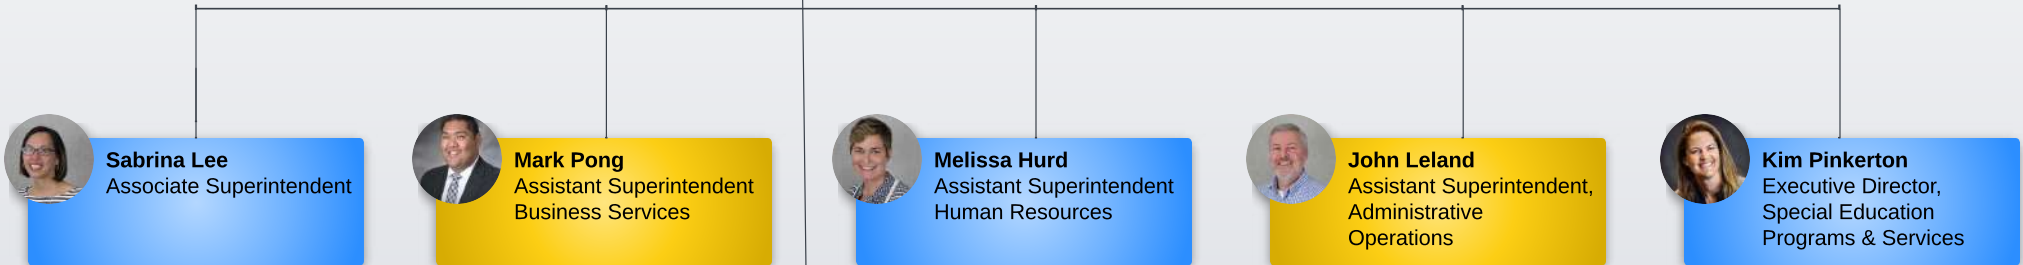 Sabrina Lee
Associate Superintendent
Mark Pong
Assistant Superintendent
Business Services
Melissa Hurd
Assistant Superintendent
Human Resources
John Leland
Assistant Superintendent,
Administrative
Operations
Kim Pinkerton
Executive Director,
Special Education
Programs & Services